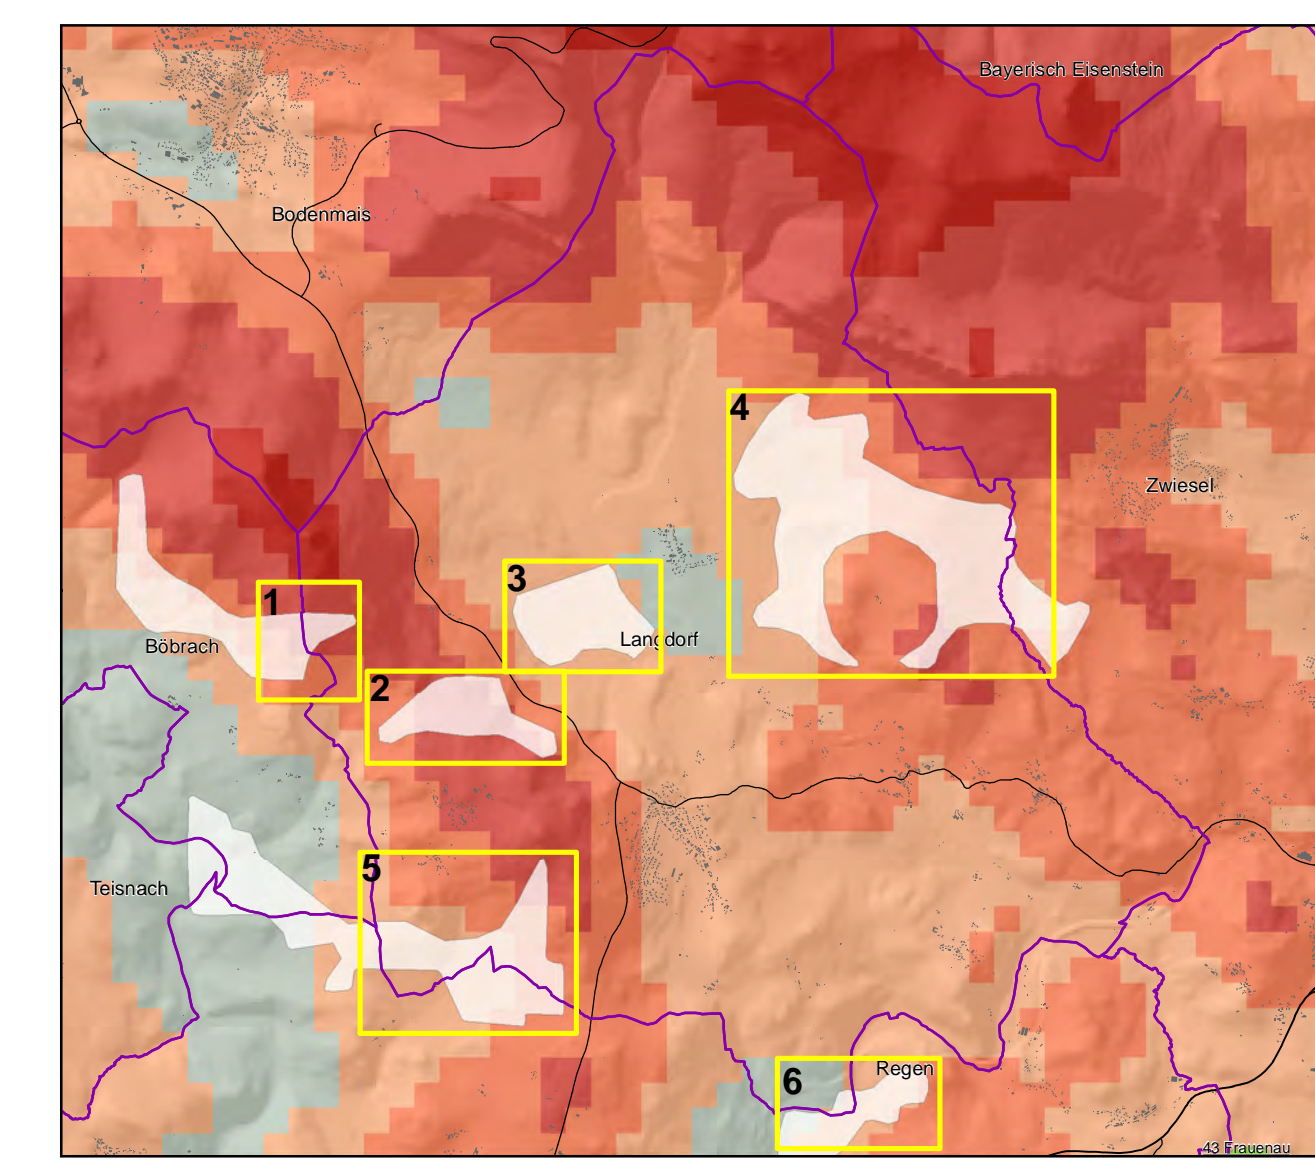 Bayerisch Eisenstein
Bodenmais
4
Zwiesel
3
1
Langdorf
Böbrach
2
5
Teisnach
Regen
6
43 Frauenau